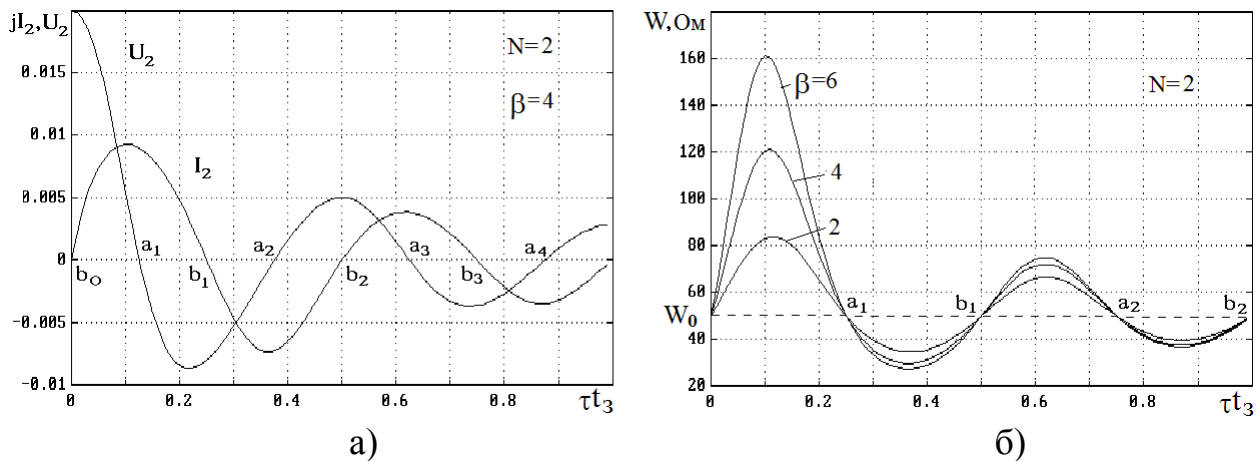 jI₂,U₂
0.015
0.01
0.005
0
-0.005
-0.01
U₂
I₂
N=2
β=4
b₀
a₁
b₁
a₂
b₂
a₃
b₃
a₄
0 0.2 0.4 0.6 0.8 τt₃
а)
W,Ом
160
140
120
100
80
60
W₀
40
20
β=6
4
2
N=2
a₁
b₁
a₂
b₂
0 0.2 0.4 0.6 0.8 τt₃
б)